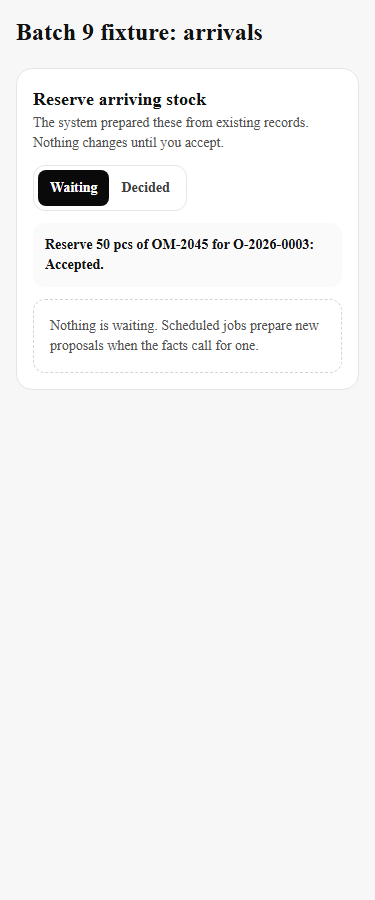 Batch 9 fixture: arrivals
Reserve arriving stock
The system prepared these from existing records.
Nothing changes until you accept.
Waiting Decided
Reserve 50 pcs of OM-2045 for O-2026-0003:
Accepted.
Nothing is waiting. Scheduled jobs prepare new
proposals when the facts call for one.